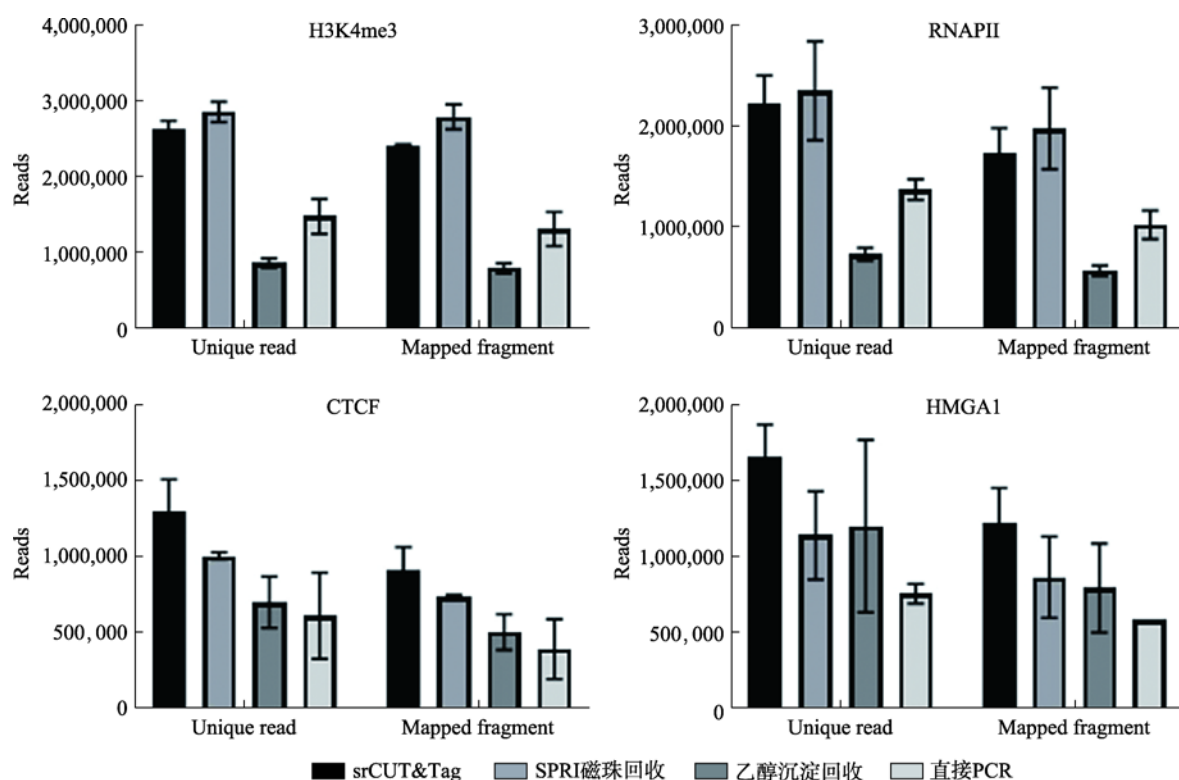 H3K4me3
4,000,000
3,000,000
2,000,000
1,000,000
0
Reads
Unique read
Mapped fragment
RNAPII
3,000,000
2,000,000
1,000,000
0
Reads
Unique read
Mapped fragment
CTCF
2,000,000
1,500,000
1,000,000
500,000
0
Reads
Unique read
Mapped fragment
HMGA1
2,000,000
1,500,000
1,000,000
500,000
0
Reads
Unique read
Mapped fragment
srCUT&Tag SPRI磁珠回收 乙醇沉淀回收 直接PCR